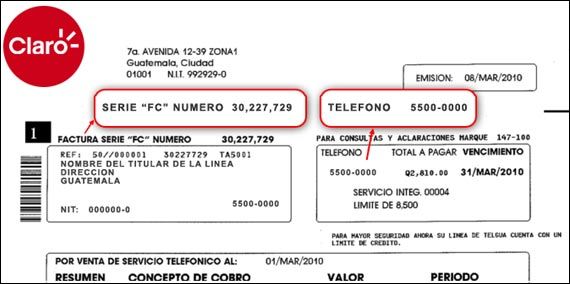 Claro
7a. AVENIDA 12-39 ZONA1
Guatemala, Ciudad
01001 N.I.T. 992929-0
EMISION: 08/MAR/2010
SERIE "FC" NUMERO 30,227,729
TELEFONO 5500-0000
1
FACTURA SERIE "FC" NUMERO 30,227,729
PARA CONSULTAS Y ACLARACIONES MARQUE 147-100
REF: 50//000001 30227729 TA5001
NOMBRE DEL TITULAR DE LA LINEA
DIRECCION
GUATEMALA
5500-0000
NIT: 000000-0
TELEFONO TOTAL A PAGAR VENCIMIENTO
5500-0000 Q2,810.00 31/MAR/2010
SERVICIO INTEG. 00004
LIMITE DE 8,500
PARA MAYOR SEGURIDAD AHORA SU LINEA DE TELGUA CUENTA CON UN
LIMITE DE CREDITO.
POR VENTA DE SERVICIO TELEFONICO AL: 01/MAR/2010
RESUMEN CONCEPTO DE COBRO VALOR PERIODO